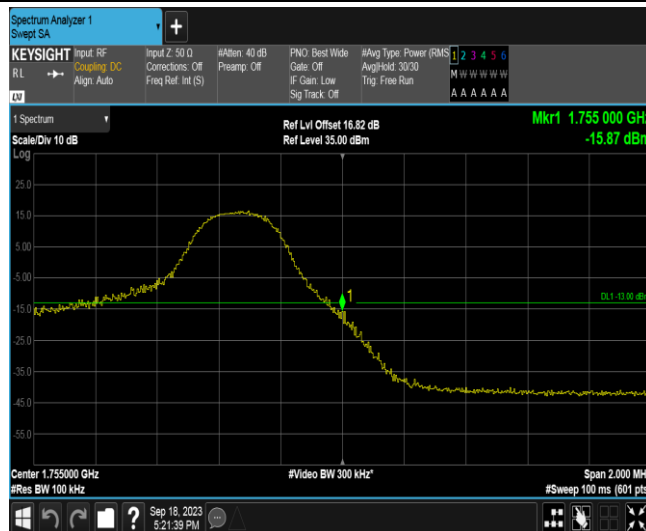 Spectrum Analyzer 1
Swept SA
+
KEYSIGHT
RL
LXI
Input: RF
Coupling: DC
Align: Auto
Input Z: 50 Ω
Corrections: Off
Freq Ref: Int (S)
#Atten: 40 dB
Preamp: Off
PNO: Best Wide
Gate: Off
IF Gain: Low
Sig Track: Off
#Avg Type: Power (RMS
Avg|Hold: 30/30
Trig: Free Run
1 2 3 4 5 6
M W W W W W
A A A A A A
1 Spectrum
Scale/Div 10 dB
Log
Ref Lvl Offset 16.82 dB
Ref Level 35.00 dBm
Mkr1 1.755 000 GHz
-15.87 dBm
25.0
15.0
5.00
-5.00
-15.0
-25.0
-35.0
-45.0
-55.0
1
DL1 -13.00 dBm
Center 1.755000 GHz
#Res BW 100 kHz
#Video BW 300 kHz*
Span 2.000 MH
#Sweep 100 ms (601 pts
?
Sep 18, 2023
5:21:39 PM